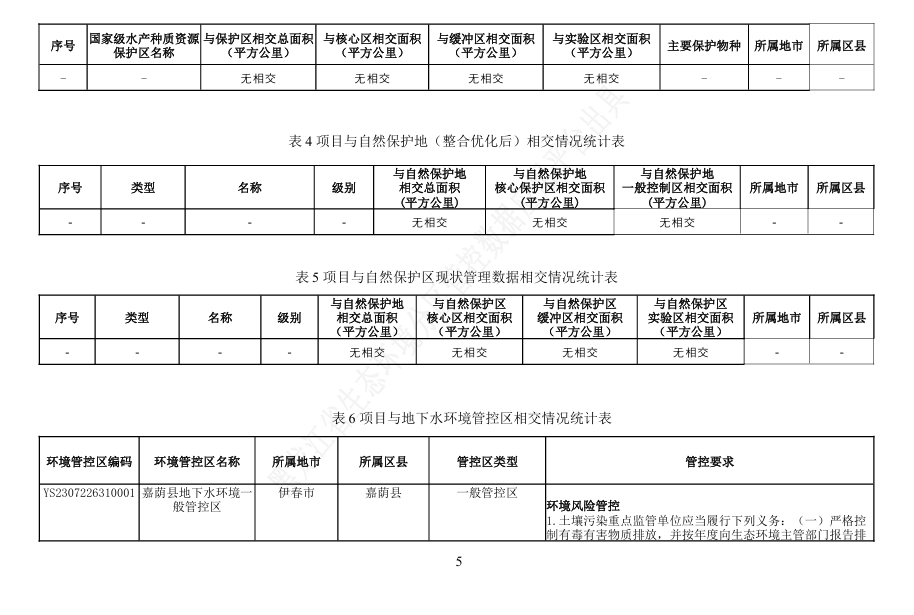 序号 国家级水产种质资源保护区名称 与保护区相交总面积（平方公里） 与核心区相交面积（平方公里） 与缓冲区相交面积（平方公里） 与实验区相交面积（平方公里） 主要保护物种 所属地市 所属区县
– – 无相交 无相交 无相交 无相交 – – –
表 4 项目与自然保护地（整合优化后）相交情况统计表
序号 类型 名称 级别 与自然保护地相交总面积(平方公里) 与自然保护地核心保护区相交面积(平方公里) 与自然保护地一般控制区相交面积(平方公里) 所属地市 所属区县
- - - - 无相交 无相交 无相交 - -
表 5 项目与自然保护区现状管理数据相交情况统计表
序号 类型 名称 级别 与自然保护地相交总面积（平方公里） 与自然保护区核心区相交面积（平方公里） 与自然保护区缓冲区相交面积（平方公里） 与自然保护区实验区相交面积（平方公里） 所属地市 所属区县
- - - - 无相交 无相交 无相交 无相交 - -
表 6 项目与地下水环境管控区相交情况统计表
环境管控区编码 环境管控区名称 所属地市 所属区县 管控区类型 管控要求
YS2307226310001 嘉荫县地下水环境一般管控区 伊春市 嘉荫县 一般管控区
环境风险管控
1.土壤污染重点监管单位应当履行下列义务：（一）严格控
制有毒有害物质排放，并按年度向生态环境主管部门报告排
5